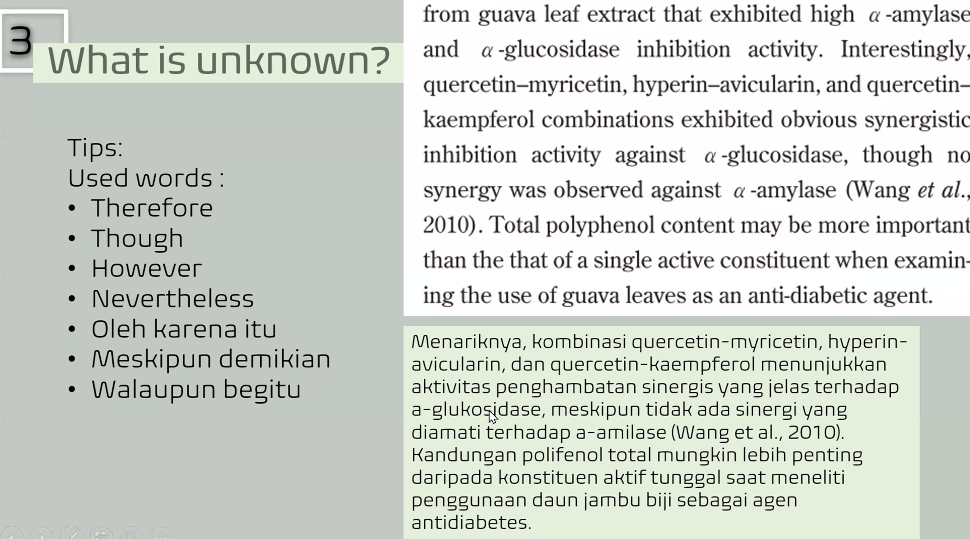 3
What is unknown?
Tips:
Used words :
• Therefore
• Though
• However
• Nevertheless
• Oleh karena itu
• Meskipun demikian
• Walaupun begitu
from guava leaf extract that exhibited high α-amylase
and α-glucosidase inhibition activity. Interestingly,
quercetin–myricetin, hyperin–avicularin, and quercetin–
kaempferol combinations exhibited obvious synergistic
inhibition activity against α-glucosidase, though no
synergy was observed against α-amylase (Wang et al.,
2010). Total polyphenol content may be more important
than the that of a single active constituent when examin-
ing the use of guava leaves as an anti-diabetic agent.
Menariknya, kombinasi quercetin-myricetin, hyperin-
avicularin, dan quercetin-kaempferol menunjukkan
aktivitas penghambatan sinergis yang jelas terhadap
a-glukosidase, meskipun tidak ada sinergi yang
diamati terhadap a-amilase (Wang et al., 2010).
Kandungan polifenol total mungkin lebih penting
daripada konstituen aktif tunggal saat meneliti
penggunaan daun jambu biji sebagai agen
antidiabetes.